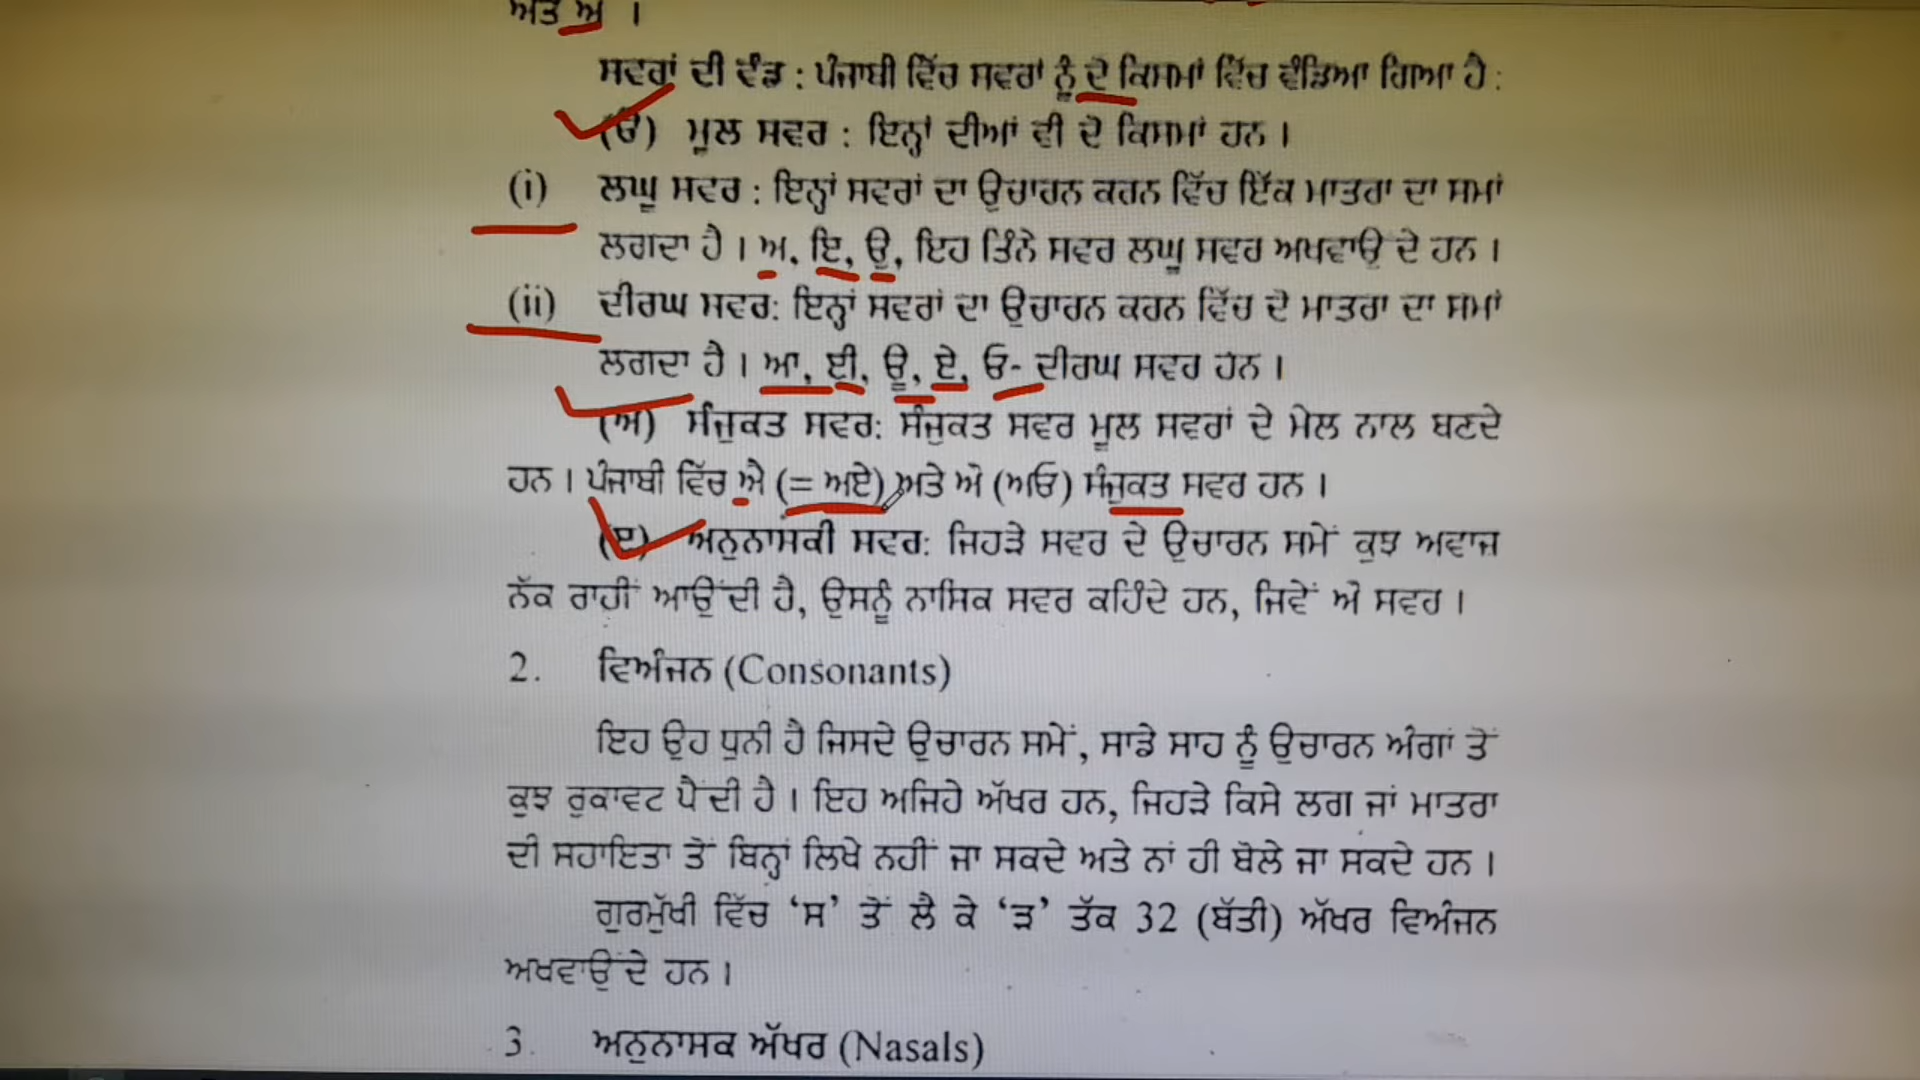 ਅਤੇ ਅ ।
ਸਵਰਾਂ ਦੀ ਵੰਡ : ਪੰਜਾਬੀ ਵਿੱਚ ਸਵਰਾਂ ਨੂੰ ਦੋ ਕਿਸਮਾਂ ਵਿੱਚ ਵੰਡਿਆ ਗਿਆ ਹੈ :
(ੳ) ਮੂਲ ਸਵਰ : ਇਨ੍ਹਾਂ ਦੀਆਂ ਵੀ ਦੋ ਕਿਸਮਾਂ ਹਨ ।
(i) ਲਘੂ ਸਵਰ : ਇਨ੍ਹਾਂ ਸਵਰਾਂ ਦਾ ਉਚਾਰਨ ਕਰਨ ਵਿੱਚ ਇੱਕ ਮਾਤਰਾ ਦਾ ਸਮਾਂ
ਲਗਦਾ ਹੈ । ਅ, ਇ, ਉ, ਇਹ ਤਿੰਨੇ ਸਵਰ ਲਘੂ ਸਵਰ ਅਖਵਾਉਂਦੇ ਹਨ ।
(ii) ਦੀਰਘ ਸਵਰ: ਇਨ੍ਹਾਂ ਸਵਰਾਂ ਦਾ ਉਚਾਰਨ ਕਰਨ ਵਿੱਚ ਦੋ ਮਾਤਰਾ ਦਾ ਸਮਾਂ
ਲਗਦਾ ਹੈ । ਆ, ਈ, ਊ, ਏ, ਓ- ਦੀਰਘ ਸਵਰ ਹਨ ।
(ਅ) ਸੰਜੁਕਤ ਸਵਰ: ਸੰਜੁਕਤ ਸਵਰ ਮੂਲ ਸਵਰਾਂ ਦੇ ਮੇਲ ਨਾਲ ਬਣਦੇ
ਹਨ । ਪੰਜਾਬੀ ਵਿੱਚ ਐ (= ਅਏ) ਅਤੇ ਔ (ਅਓ) ਸੰਜੁਕਤ ਸਵਰ ਹਨ ।
(ੲ) ਅਨੁਨਾਸਕੀ ਸਵਰ: ਜਿਹੜੇ ਸਵਰ ਦੇ ਉਚਾਰਨ ਸਮੇਂ ਕੁਝ ਅਵਾਜ਼
ਨੱਕ ਰਾਹੀਂ ਆਉਂਦੀ ਹੈ, ਉਸਨੂੰ ਨਾਸਿਕ ਸਵਰ ਕਹਿੰਦੇ ਹਨ, ਜਿਵੇਂ ਔ ਸਵਰ ।
2. ਵਿਅੰਜਨ (Consonants)
ਇਹ ਉਹ ਧੁਨੀ ਹੈ ਜਿਸਦੇ ਉਚਾਰਨ ਸਮੇਂ, ਸਾਡੇ ਸਾਹ ਨੂੰ ਉਚਾਰਨ ਅੰਗਾਂ ਤੋਂ
ਕੁਝ ਰੁਕਾਵਟ ਪੈਂਦੀ ਹੈ । ਇਹ ਅਜਿਹੇ ਅੱਖਰ ਹਨ, ਜਿਹੜੇ ਕਿਸੇ ਲਗ ਜਾਂ ਮਾਤਰਾ
ਦੀ ਸਹਾਇਤਾ ਤੋਂ ਬਿਨ੍ਹਾਂ ਲਿਖੇ ਨਹੀਂ ਜਾ ਸਕਦੇ ਅਤੇ ਨਾਂ ਹੀ ਬੋਲੇ ਜਾ ਸਕਦੇ ਹਨ ।
ਗੁਰਮੁੱਖੀ ਵਿੱਚ ‘ਸ’ ਤੋਂ ਲੈ ਕੇ ‘ੜ’ ਤੱਕ 32 (ਬੱਤੀ) ਅੱਖਰ ਵਿਅੰਜਨ
ਅਖਵਾਉਂਦੇ ਹਨ ।
3. ਅਨੁਨਾਸਕ ਅੱਖਰ (Nasals)